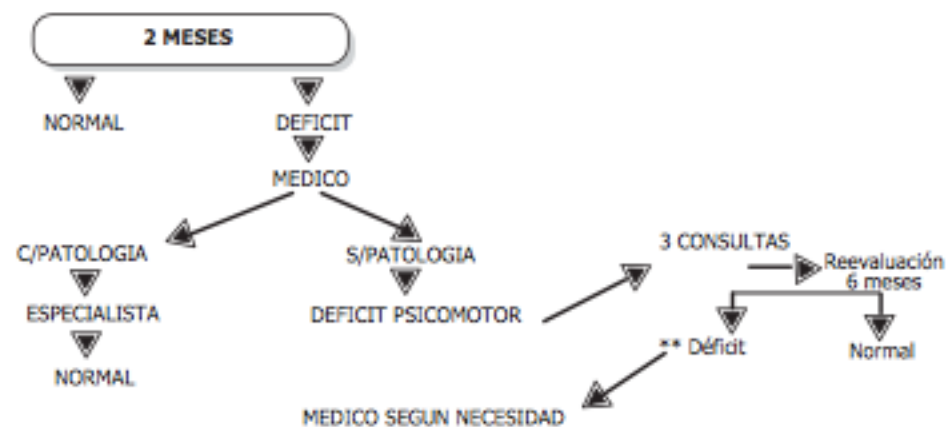 2 MESES
NORMAL
DEFICIT
MEDICO
C/PATOLOGIA
S/PATOLOGIA
3 CONSULTAS
Reevaluación
6 meses
ESPECIALISTA
DEFICIT PSICOMOTOR
** Déficit
Normal
NORMAL
MEDICO SEGUN NECESIDAD